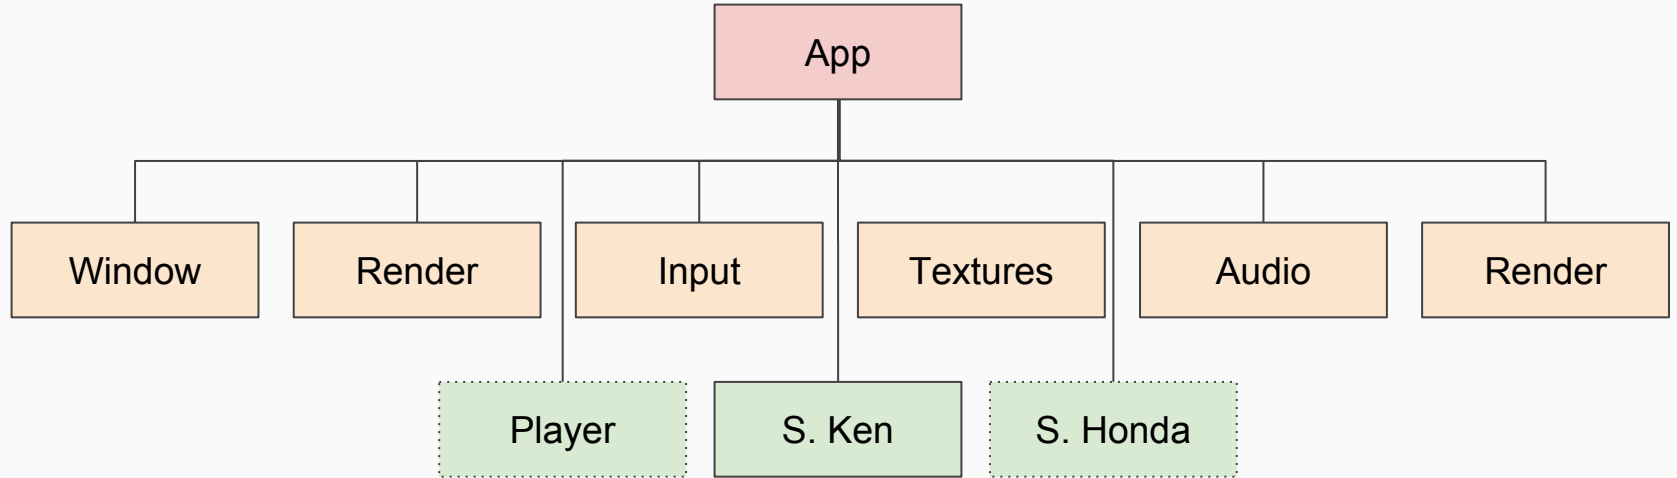 App
Window
Render
Input
Textures
Audio
Render
Player
S. Ken
S. Honda